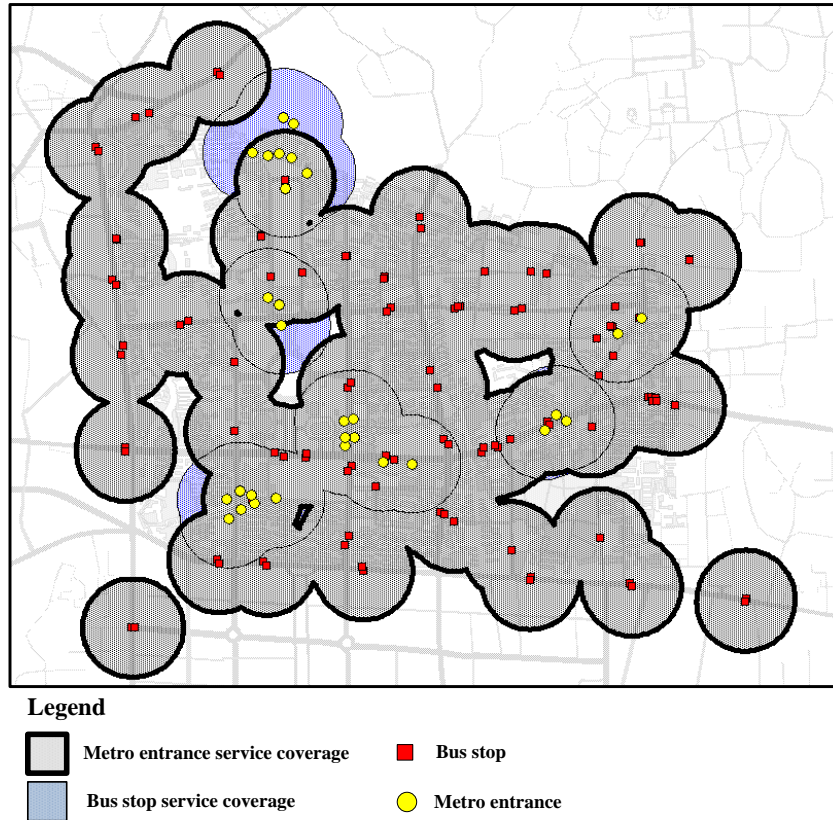 Legend
Metro entrance service coverage
Bus stop
Bus stop service coverage
Metro entrance